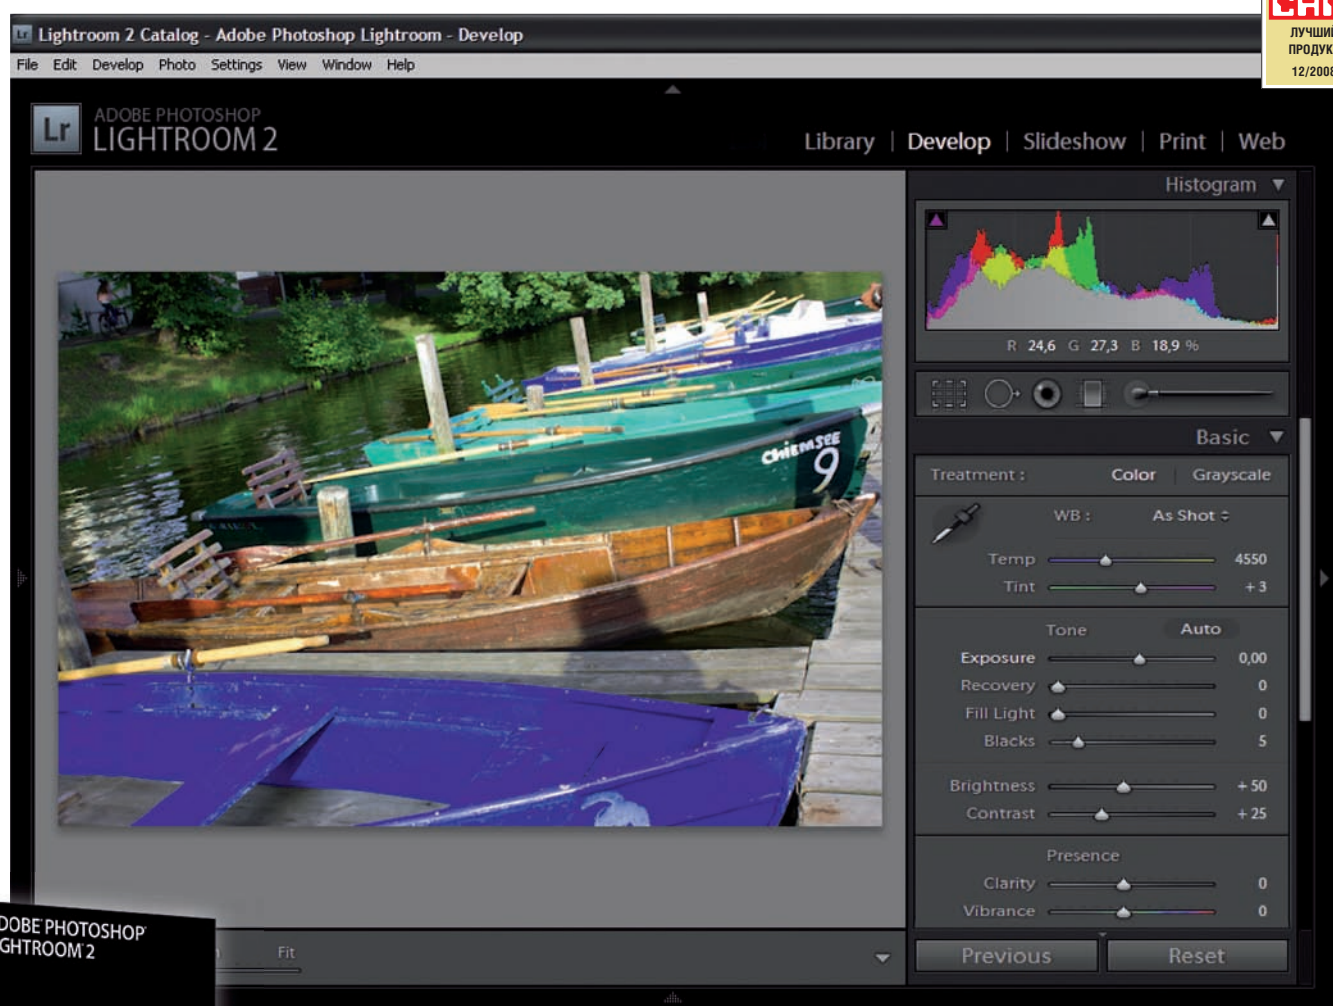 Lightroom 2 Catalog - Adobe Photoshop Lightroom - Develop
ЛУЧШИЙ
ПРОДУК
12/2008
File Edit Develop Photo Settings View Window Help
Lr
ADOBE PHOTOSHOP
LIGHTROOM 2
Library | Develop | Slideshow | Print | Web
Histogram
R 24,6 G 27,3 B 18,9 %
Basic
Treatment : Color Grayscale
WB : As Shot
Temp 4550
Tint + 3
Tone Auto
Exposure 0,00
Recovery 0
Fill Light 0
Blacks 5
Brightness + 50
Contrast + 25
Presence
Clarity 0
Vibrance 0
Previous Reset
CHIEMSEE
9
DOBE PHOTOSHOP
GHTROOM 2
Fit